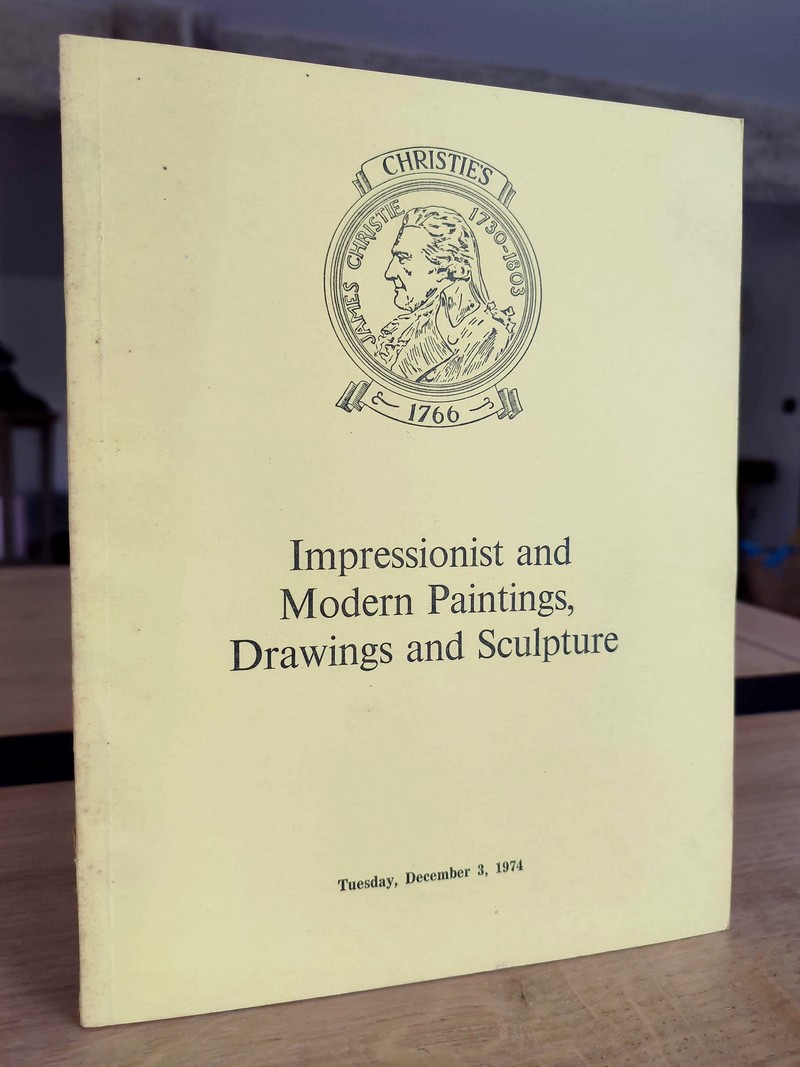 CHRISTIE'S
JAMES CHRISTIE 1730-1803
1766
Impressionist and
Modern Paintings,
Drawings and Sculpture
Tuesday, December 3, 1974